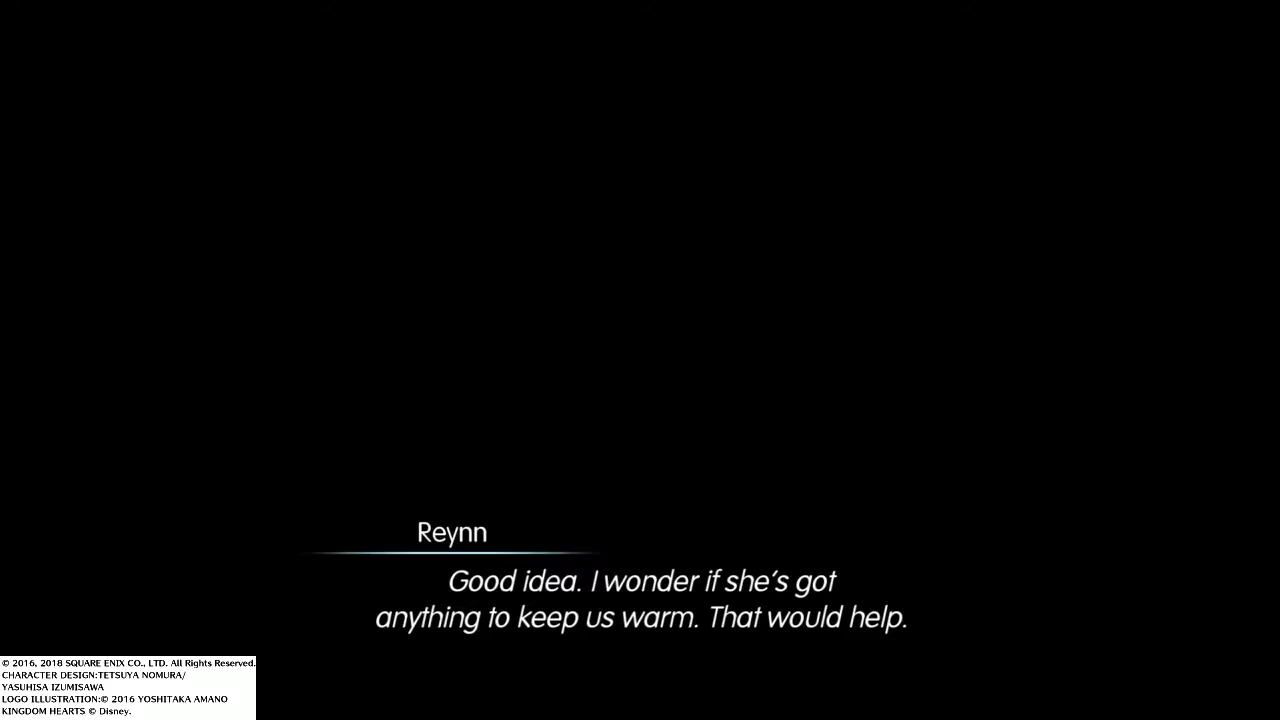 Reynn
Good idea. I wonder if she's got
anything to keep us warm. That would help.
© 2016, 2018 SQUARE ENIX CO., LTD. All Rights Reserved.
CHARACTER DESIGN:TETSUYA NOMURA/
YASUHISA IZUMISAWA
LOGO ILLUSTRATION:© 2016 YOSHITAKA AMANO
KINGDOM HEARTS © Disney.